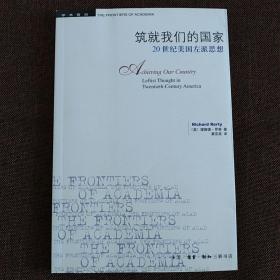 学术前沿 THE FRONTIERS OF ACADEMIA
筑就我们的国家
20世纪美国左派思想
Achieving Our Country
Leftist Thought in
Twentieth-Century America
Richard Rorty
[美] 理查德·罗蒂 著
黄宗英 译
THE FRONTIERS
OF ACADEMIA
THE FRONTIERS
OF ACADEMIA
THE FRONTIERS
OF ACADEMIA
生活·读书·新知三联书店